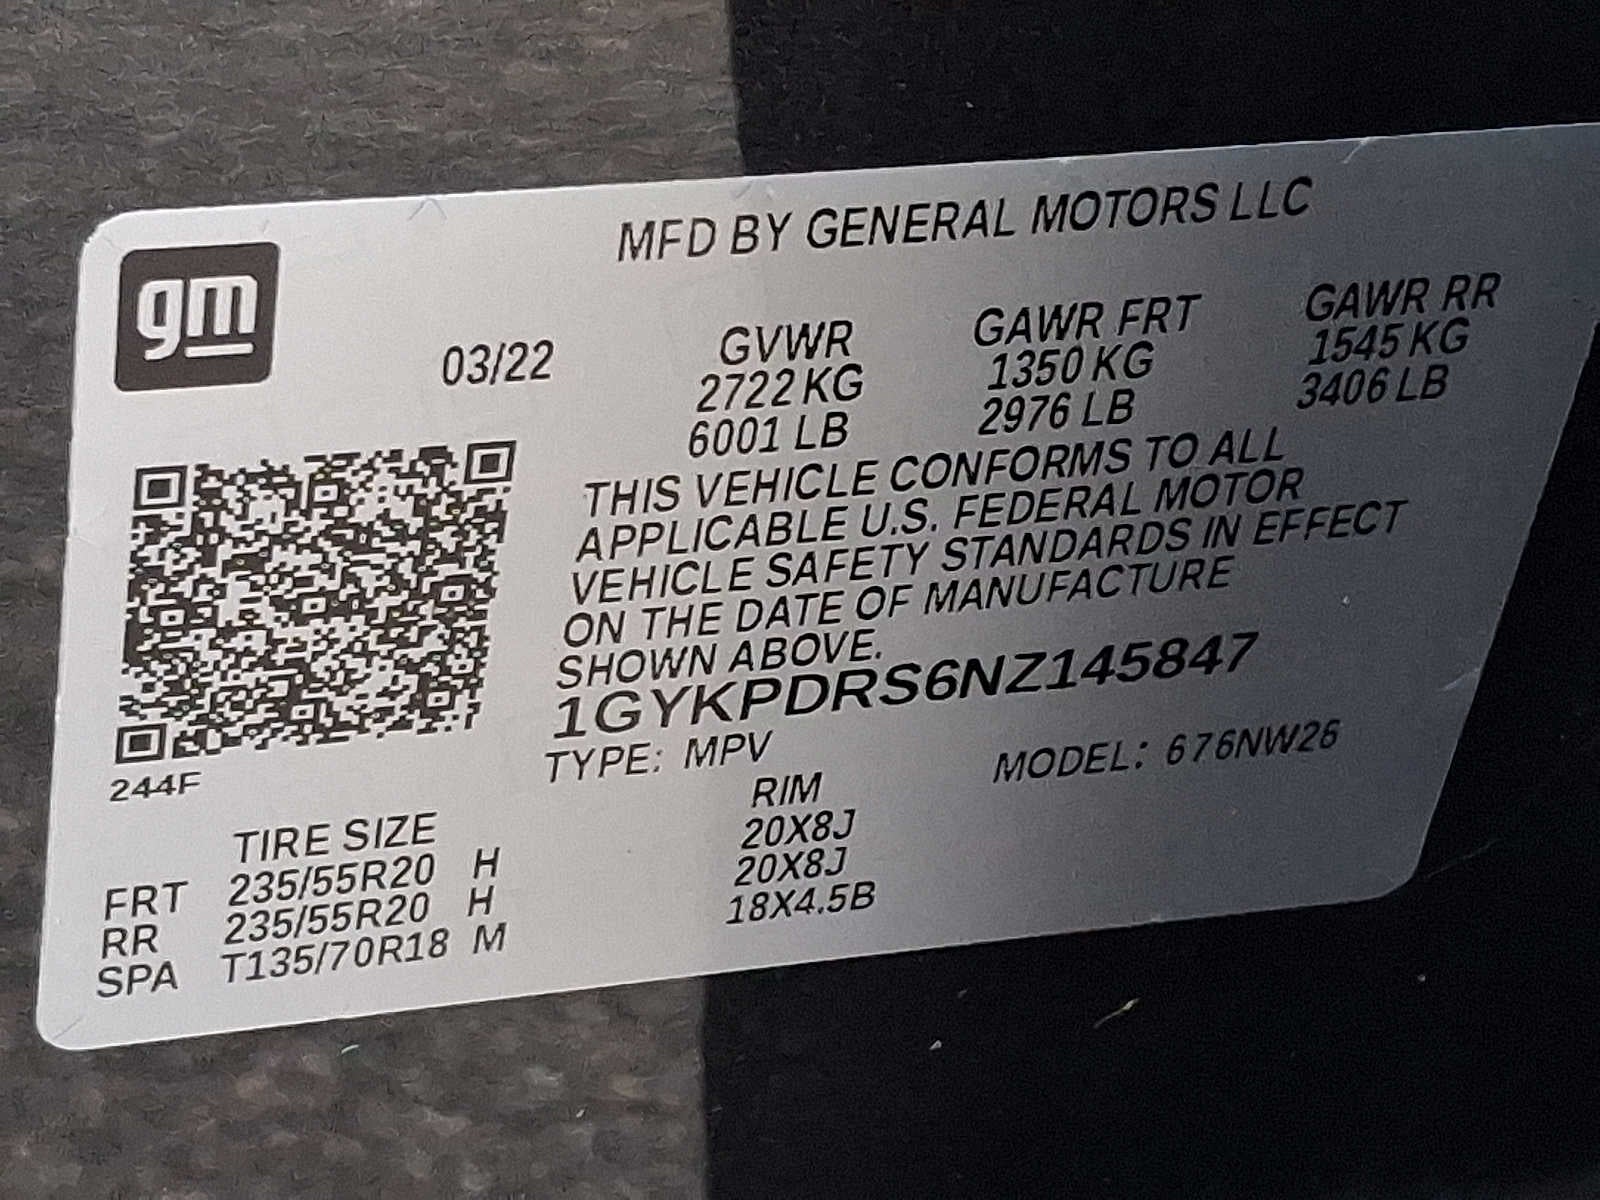 MFD BY GENERAL MOTORS LLC
gm
03/22 GVWR GAWR FRT GAWR RR
2722 KG 1350 KG 1545 KG
6001 LB 2976 LB 3406 LB
THIS VEHICLE CONFORMS TO ALL
APPLICABLE U.S. FEDERAL MOTOR
VEHICLE SAFETY STANDARDS IN EFFECT
ON THE DATE OF MANUFACTURE
SHOWN ABOVE.
1GYKPDRS6NZ145847
TYPE: MPV MODEL: 676NW26
244F
TIRE SIZE RIM
FRT 235/55R20 H 20X8J
RR 235/55R20 H 20X8J
SPA T135/70R18 M 18X4.5B